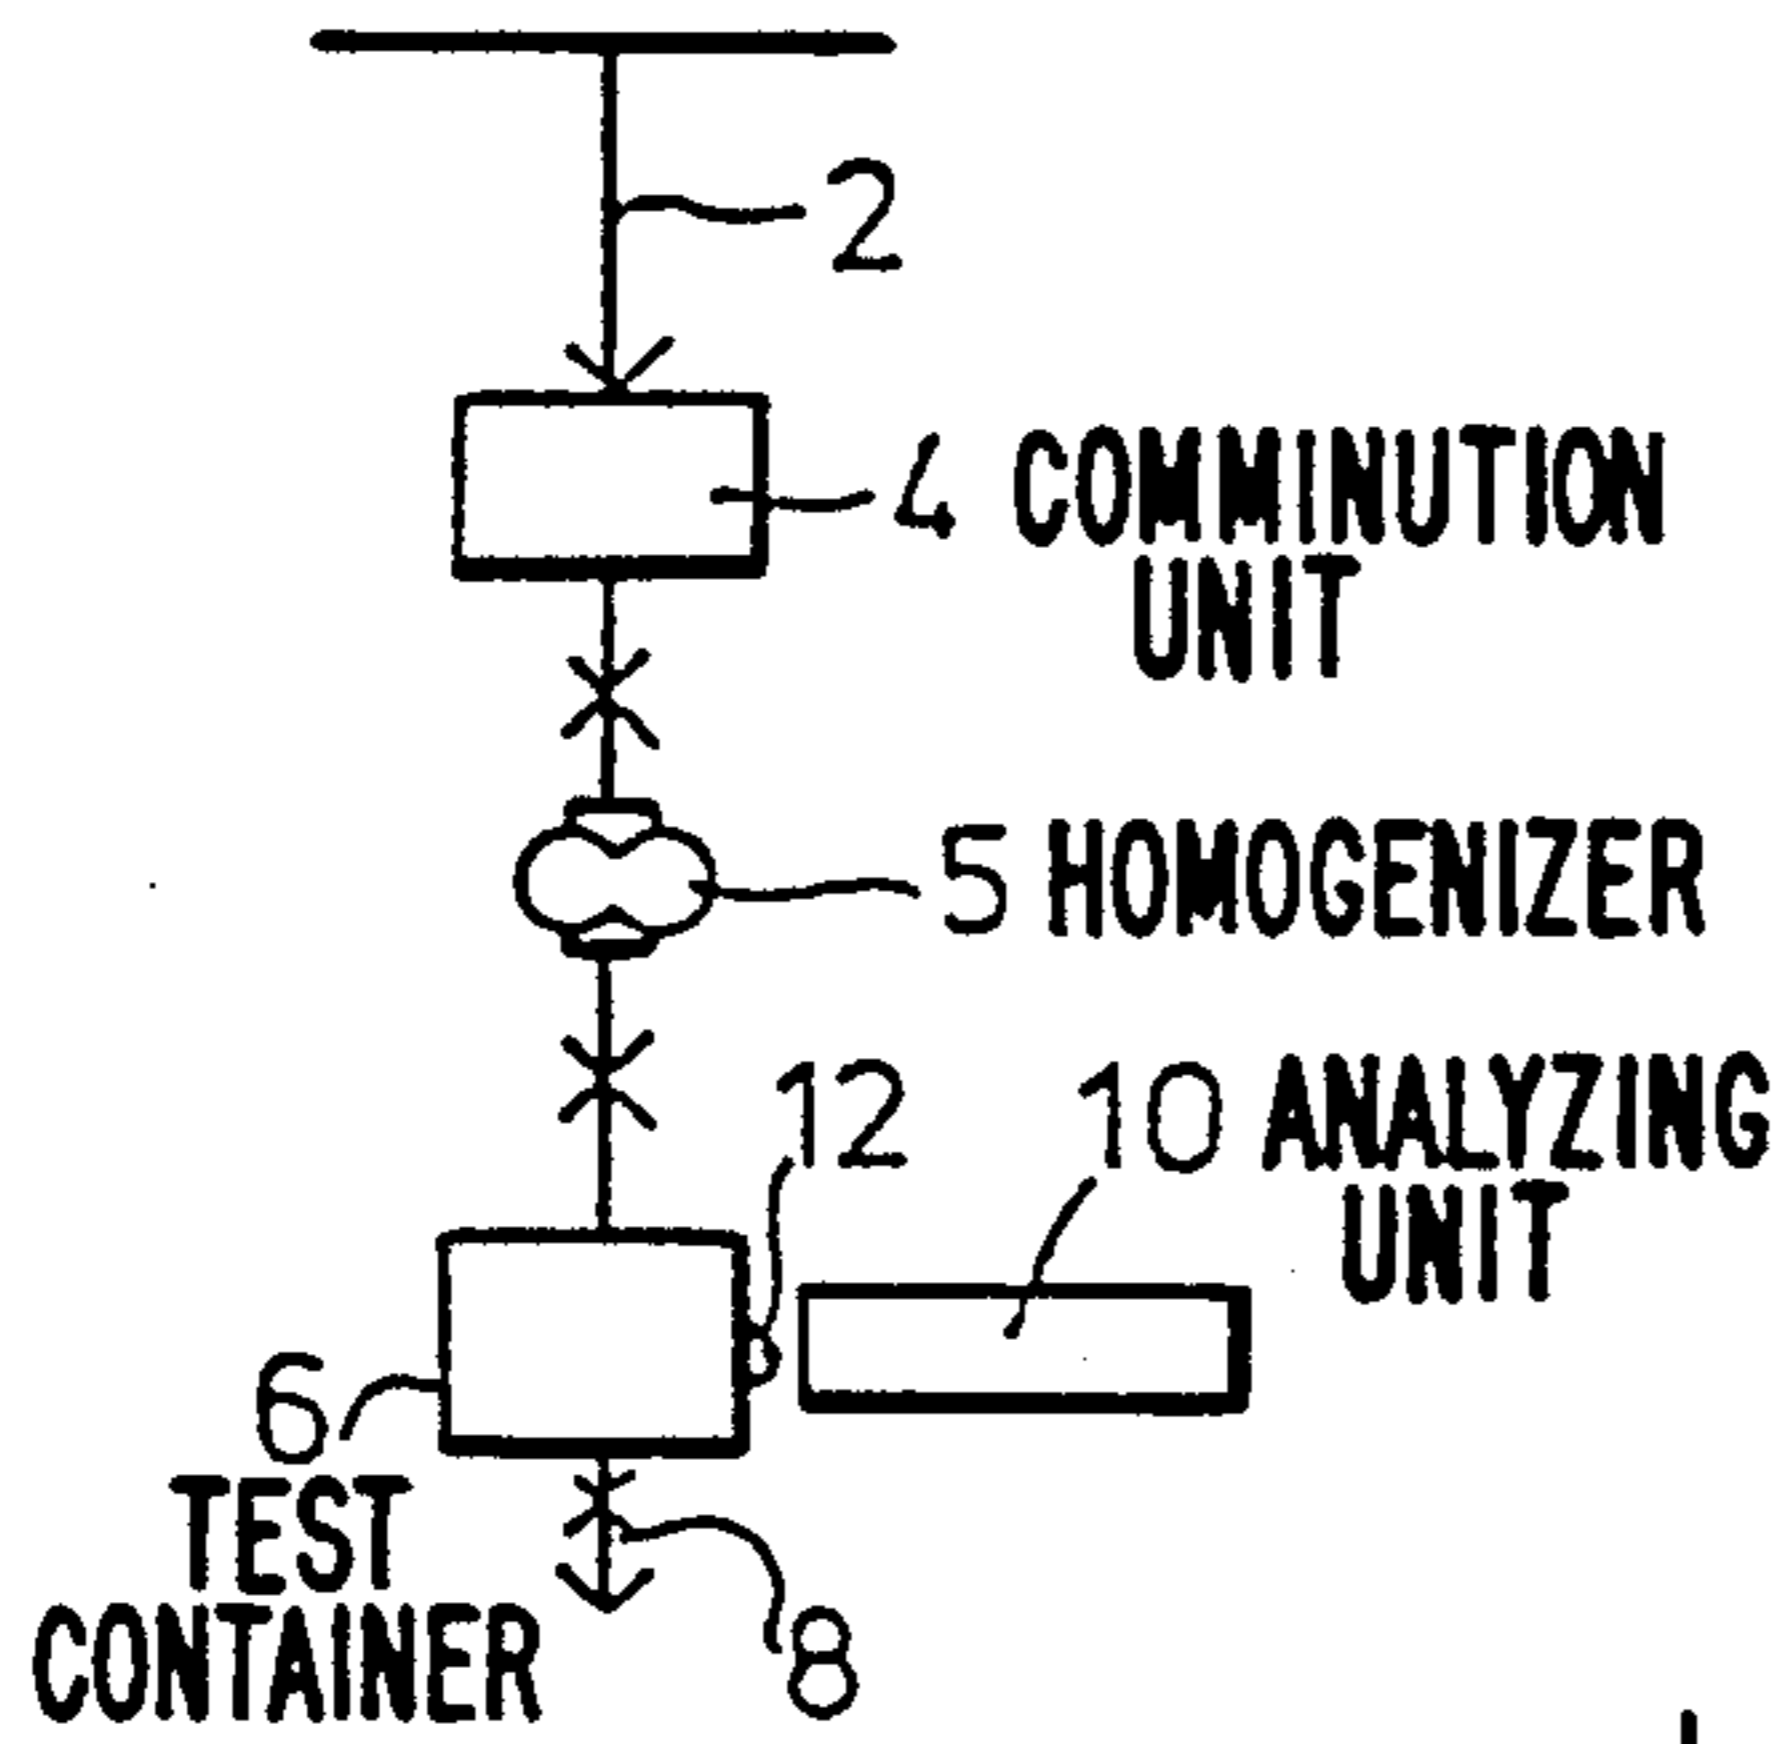 2
4 COMMINUTION
UNIT
5 HOMOGENIZER
12
10 ANALYZING
UNIT
6
TEST
CONTAINER
8